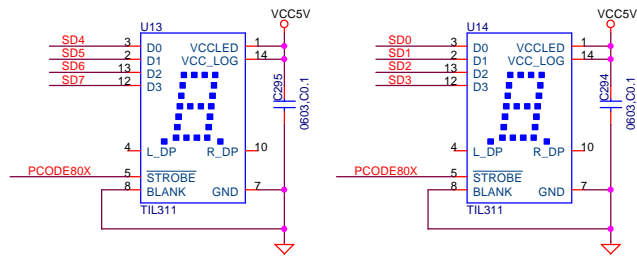 VCC5V
U13
SD4 3 D0 VCCLED 1
SD5 2 D1 VCC_LOG 14
SD6 13 D2
SD7 12 D3
C295
0603,C0.1
4 L_DP R_DP 10
PCODE80X 5 STROBE
8 BLANK GND 7
TIL311
VCC5V
U14
SD0 3 D0 VCCLED 1
SD1 2 D1 VCC_LOG 14
SD2 13 D2
SD3 12 D3
C294
0603,C0.1
4 L_DP R_DP 10
PCODE80X 5 STROBE
8 BLANK GND 7
TIL311